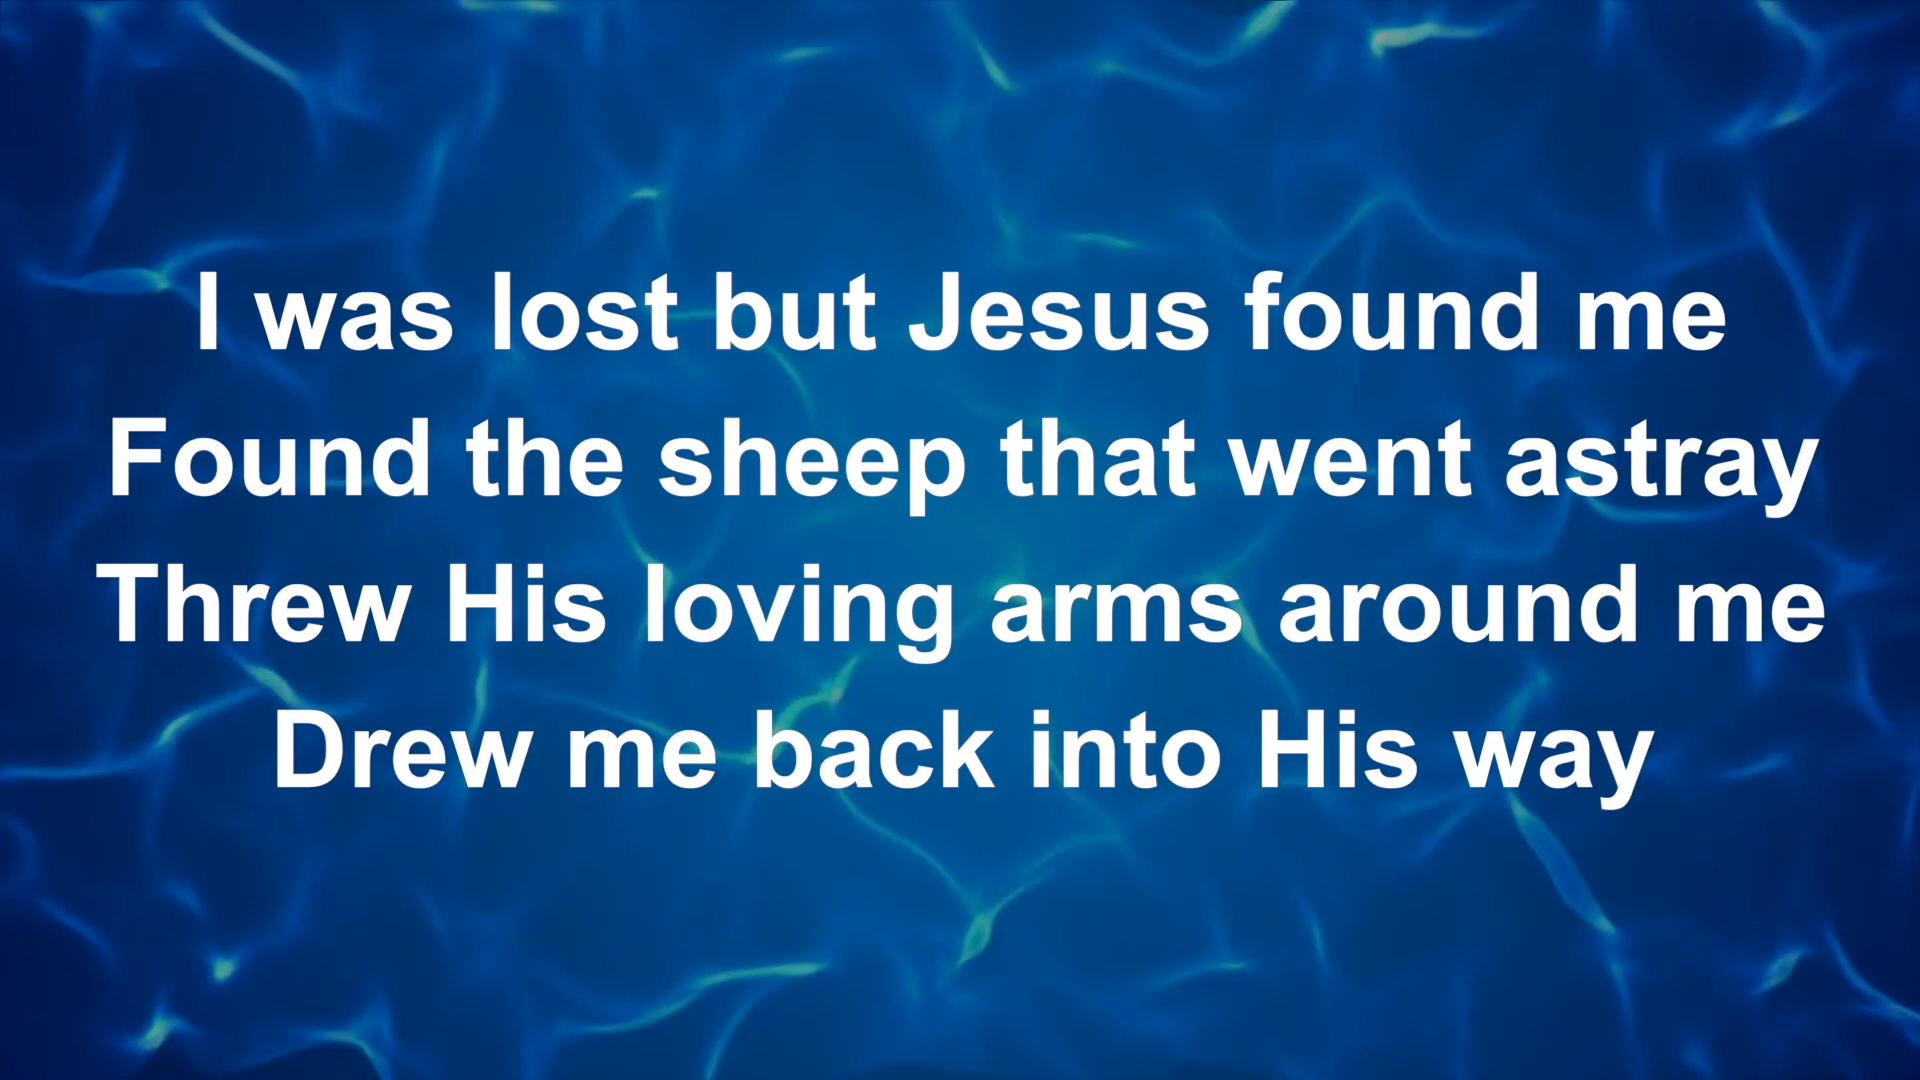 I was lost but Jesus found me
Found the sheep that went astray
Threw His loving arms around me
Drew me back into His way